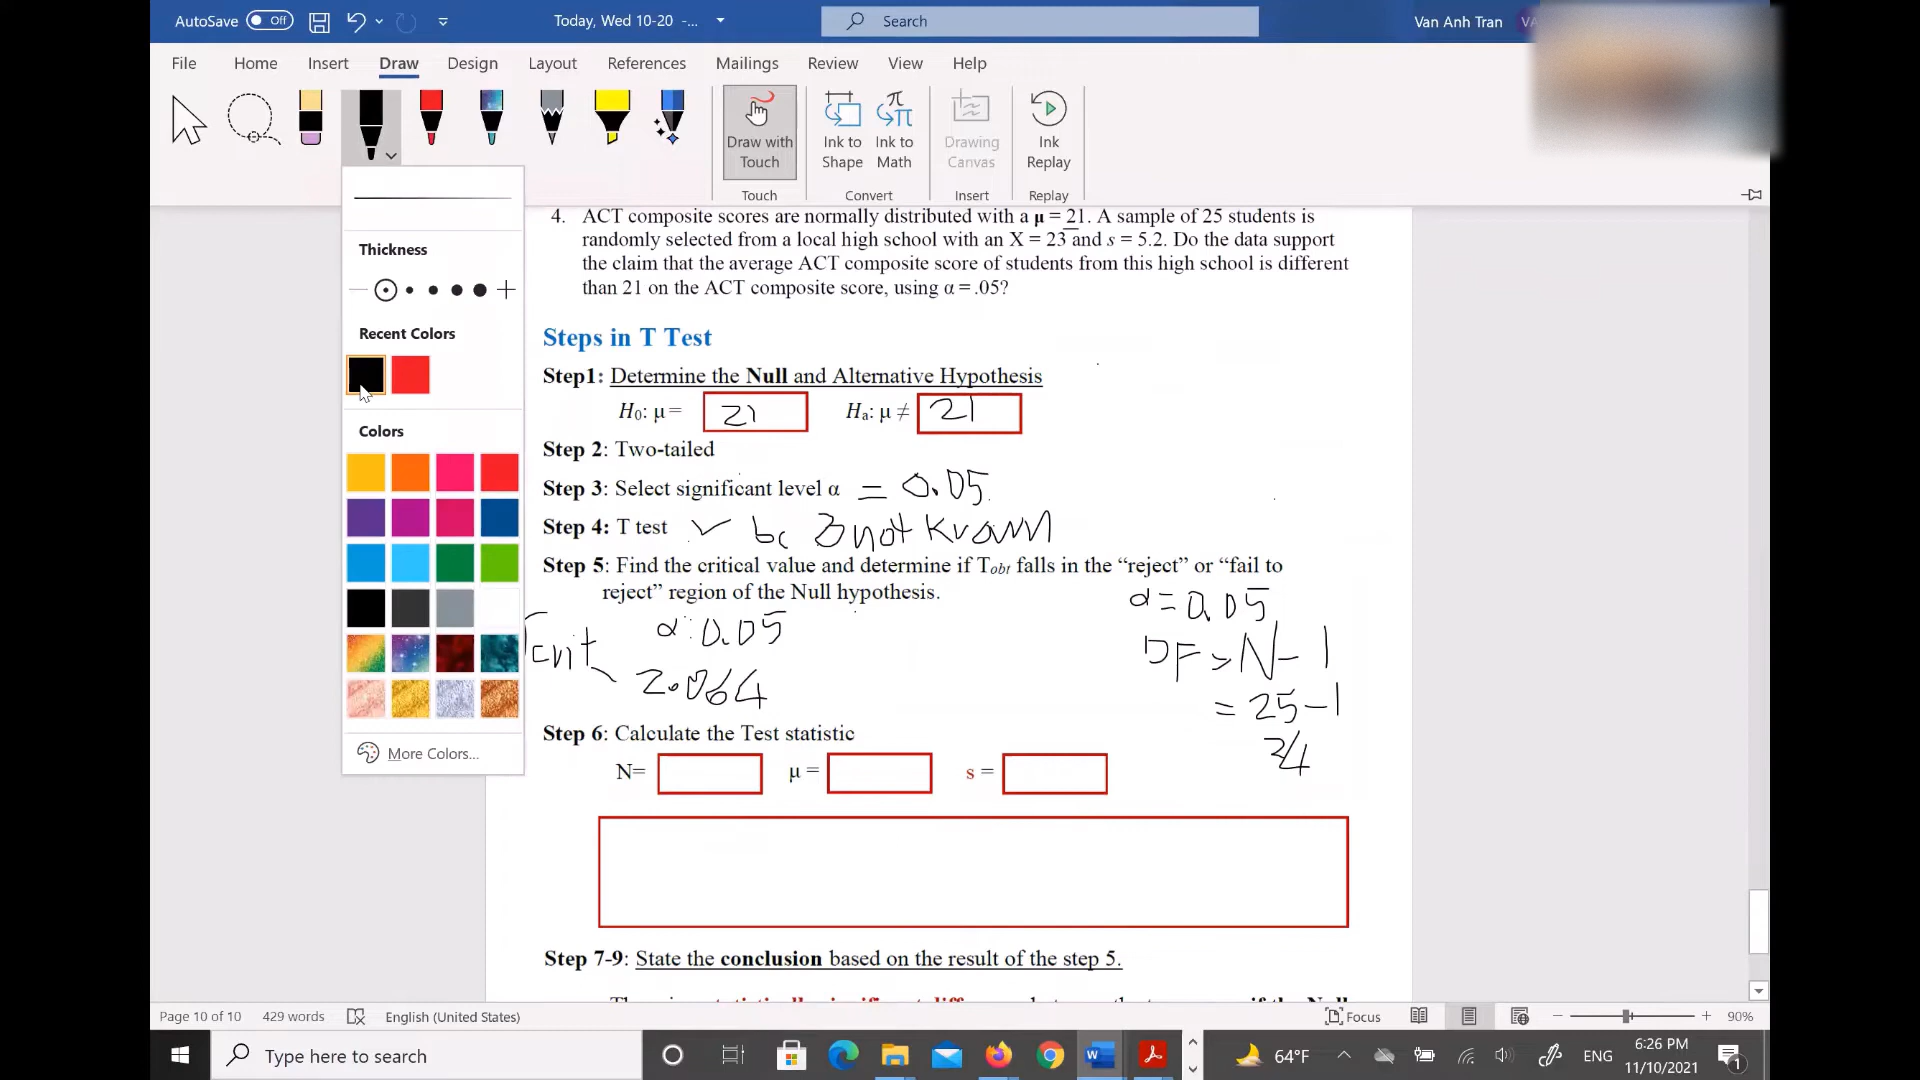 AutoSave Off Today, Wed 10-20 -... Search Van Anh Tran VA
File Home Insert Draw Design Layout References Mailings Review View Help
Draw with Touch
Ink to Shape
Ink to Math
Drawing Canvas
Ink Replay
Touch Convert Insert Replay
Thickness
Recent Colors
Colors
More Colors...
4. ACT composite scores are normally distributed with a μ = 21. A sample of 25 students is
randomly selected from a local high school with an X = 23 and s = 5.2. Do the data support
the claim that the average ACT composite score of students from this high school is different
than 21 on the ACT composite score, using α = .05?
Steps in T Test
Step1: Determine the Null and Alternative Hypothesis
H0: μ = 21 Ha: μ ≠ 21
Step 2: Two-tailed
Step 3: Select significant level α = 0.05
Step 4: T test ✓ bc not known
Step 5: Find the critical value and determine if Tobt falls in the “reject” or “fail to
reject” region of the Null hypothesis.
Tcrit α: 0.05
2.064
α = 0.05
DF = N - 1
= 25 - 1
24
Step 6: Calculate the Test statistic
N= μ = s =
Step 7-9: State the conclusion based on the result of the step 5.
Page 10 of 10 429 words English (United States) Focus 90%
Type here to search 64°F ENG 6:26 PM
11/10/2021 1